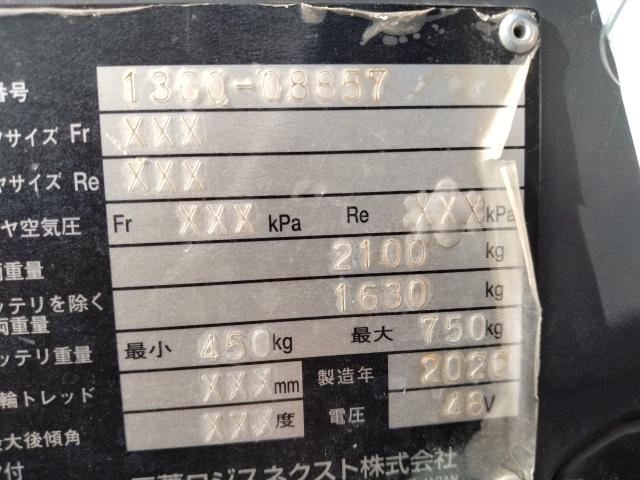 番号 1360-08857
ヤサイズ Fr XXX
ヤサイズ Re XXX
ヤ空気圧 Fr XXX kPa Re XXX kPa
重量 2100 kg
ッテリを除く
重量 1630 kg
ッテリ重量 最小 450 kg 最大 750 kg
輪トレッド XXX mm 製造年 2020
最大後傾角 XXX 度 電圧 48 V
付
三菱ロジスネクスト株式会社
JAPAN